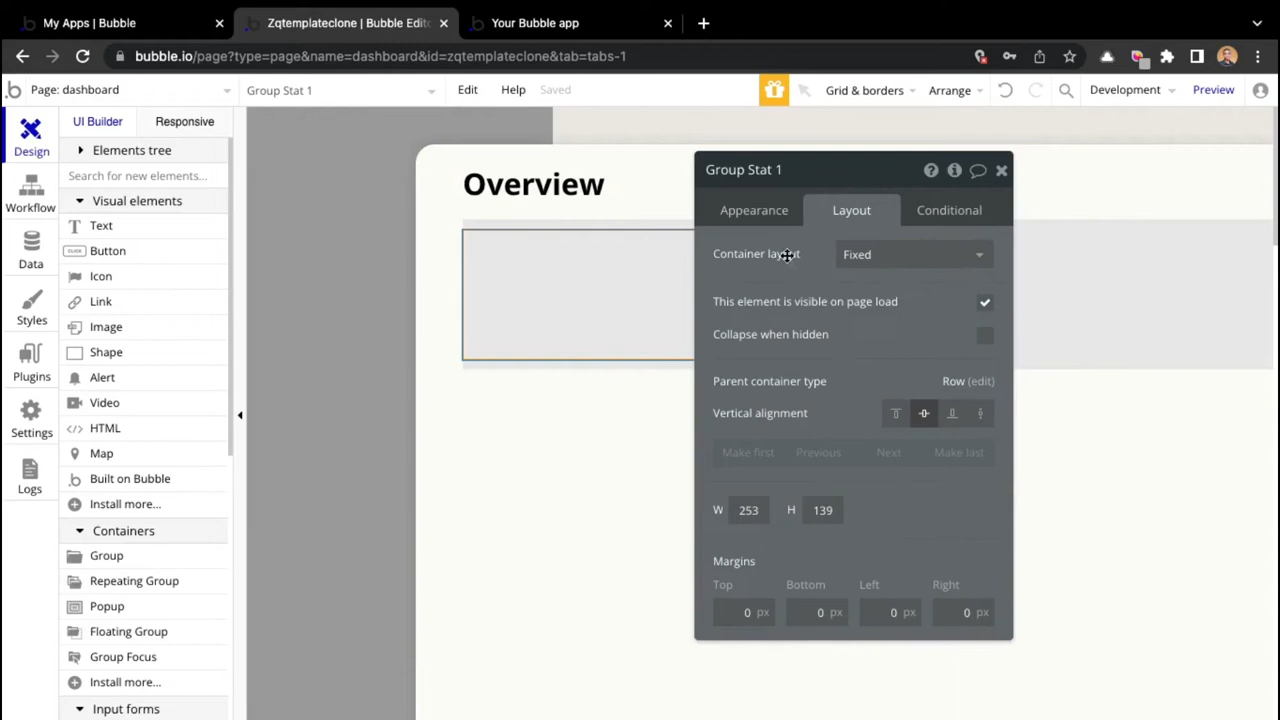 My Apps | Bubble
Zqtemplateclone | Bubble Edito
Your Bubble app
bubble.io/page?type=page&name=dashboard&id=zqtemplateclone&tab=tabs-1
Page: dashboard
Group Stat 1
Edit
Help
Saved
Grid & borders
Arrange
Development
Preview
Design
Workflow
Data
Styles
Plugins
Settings
Logs
UI Builder
Responsive
Elements tree
Search for new elements...
Visual elements
Text
CLICK
Button
Icon
Link
Image
Shape
Alert
Video
</> HTML
Map
Built on Bubble
Install more...
Containers
Group
Repeating Group
Popup
Floating Group
Group Focus
Install more...
Input forms
Overview
Group Stat 1
Appearance
Layout
Conditional
Container layout
Fixed
This element is visible on page load
Collapse when hidden
Parent container type
Row (edit)
Vertical alignment
Make first
Previous
Next
Make last
W 253 H 139
Margins
Top Bottom Left Right
0 px 0 px 0 px 0 px